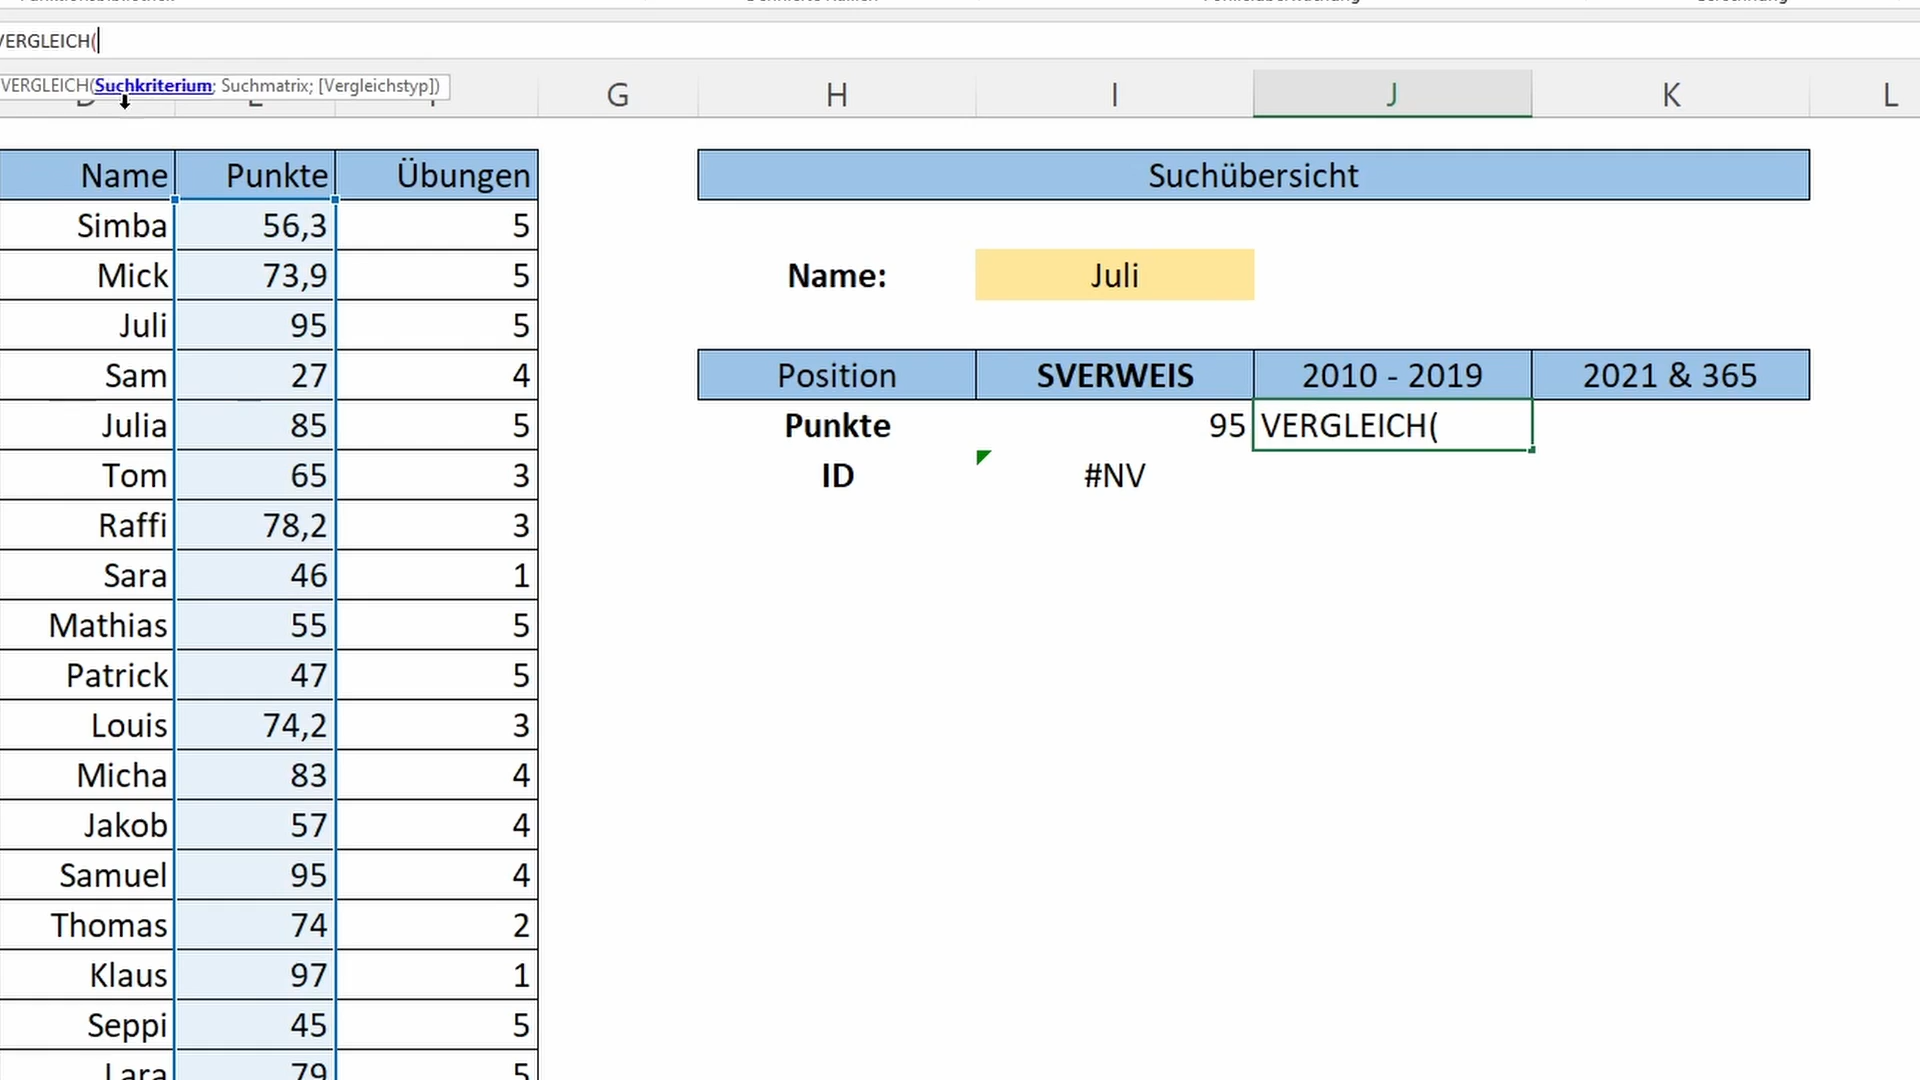 VERGLEICH(
VERGLEICH(Suchkriterium; Suchmatrix; [Vergleichstyp])
G H I J K L
Name Punkte Übungen Suchübersicht
Simba 56,3 5
Mick 73,9 5 Name: Juli
Juli 95 5
Sam 27 4 Position SVERWEIS 2010 - 2019 2021 & 365
Julia 85 5 Punkte 95 VERGLEICH(
Tom 65 3 ID #NV
Raffi 78,2 3
Sara 46 1
Mathias 55 5
Patrick 47 5
Louis 74,2 3
Micha 83 4
Jakob 57 4
Samuel 95 4
Thomas 74 2
Klaus 97 1
Seppi 45 5
Lara 79 5